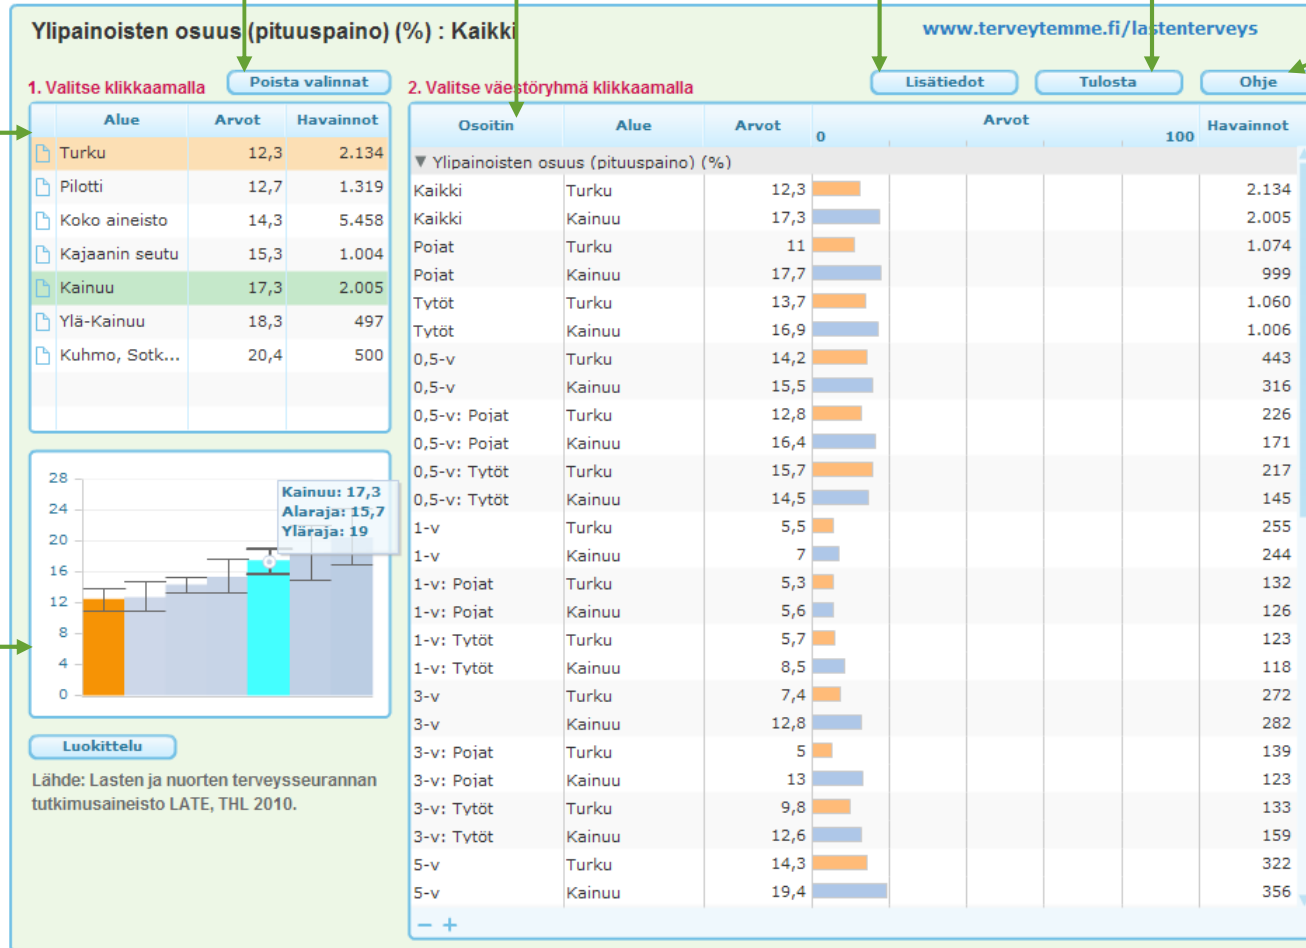 Ylipainoisten osuus (pituuspaino) (%) : Kaikki
www.terveytemme.fi/lastenterveys
1. Valitse klikkaamalla
Poista valinnat
2. Valitse väestöryhmä klikkaamalla
Lisätiedot
Tulosta
Ohje
Alue Arvot Havainnot
Turku 12,3 2.134
Pilotti 12,7 1.319
Koko aineisto 14,3 5.458
Kajaanin seutu 15,3 1.004
Kainuu 17,3 2.005
Ylä-Kainuu 18,3 497
Kuhmo, Sotk... 20,4 500
28
24
20
16
12
8
4
0
Kainuu: 17,3
Alaraja: 15,7
Yläraja: 19
Luokittelu
Lähde: Lasten ja nuorten terveysseurannan
tutkimusaineisto LATE, THL 2010.
Osoitin Alue Arvot Arvot Havainnot
0 100
▼ Ylipainoisten osuus (pituuspaino) (%)
Kaikki Turku 12,3 2.134
Kaikki Kainuu 17,3 2.005
Pojat Turku 11 1.074
Pojat Kainuu 17,7 999
Tytöt Turku 13,7 1.060
Tytöt Kainuu 16,9 1.006
0,5-v Turku 14,2 443
0,5-v Kainuu 15,5 316
0,5-v: Pojat Turku 12,8 226
0,5-v: Pojat Kainuu 16,4 171
0,5-v: Tytöt Turku 15,7 217
0,5-v: Tytöt Kainuu 14,5 145
1-v Turku 5,5 255
1-v Kainuu 7 244
1-v: Pojat Turku 5,3 132
1-v: Pojat Kainuu 5,6 126
1-v: Tytöt Turku 5,7 123
1-v: Tytöt Kainuu 8,5 118
3-v Turku 7,4 272
3-v Kainuu 12,8 282
3-v: Pojat Turku 5 139
3-v: Pojat Kainuu 13 123
3-v: Tytöt Turku 9,8 133
3-v: Tytöt Kainuu 12,6 159
5-v Turku 14,3 322
5-v Kainuu 19,4 356
− +